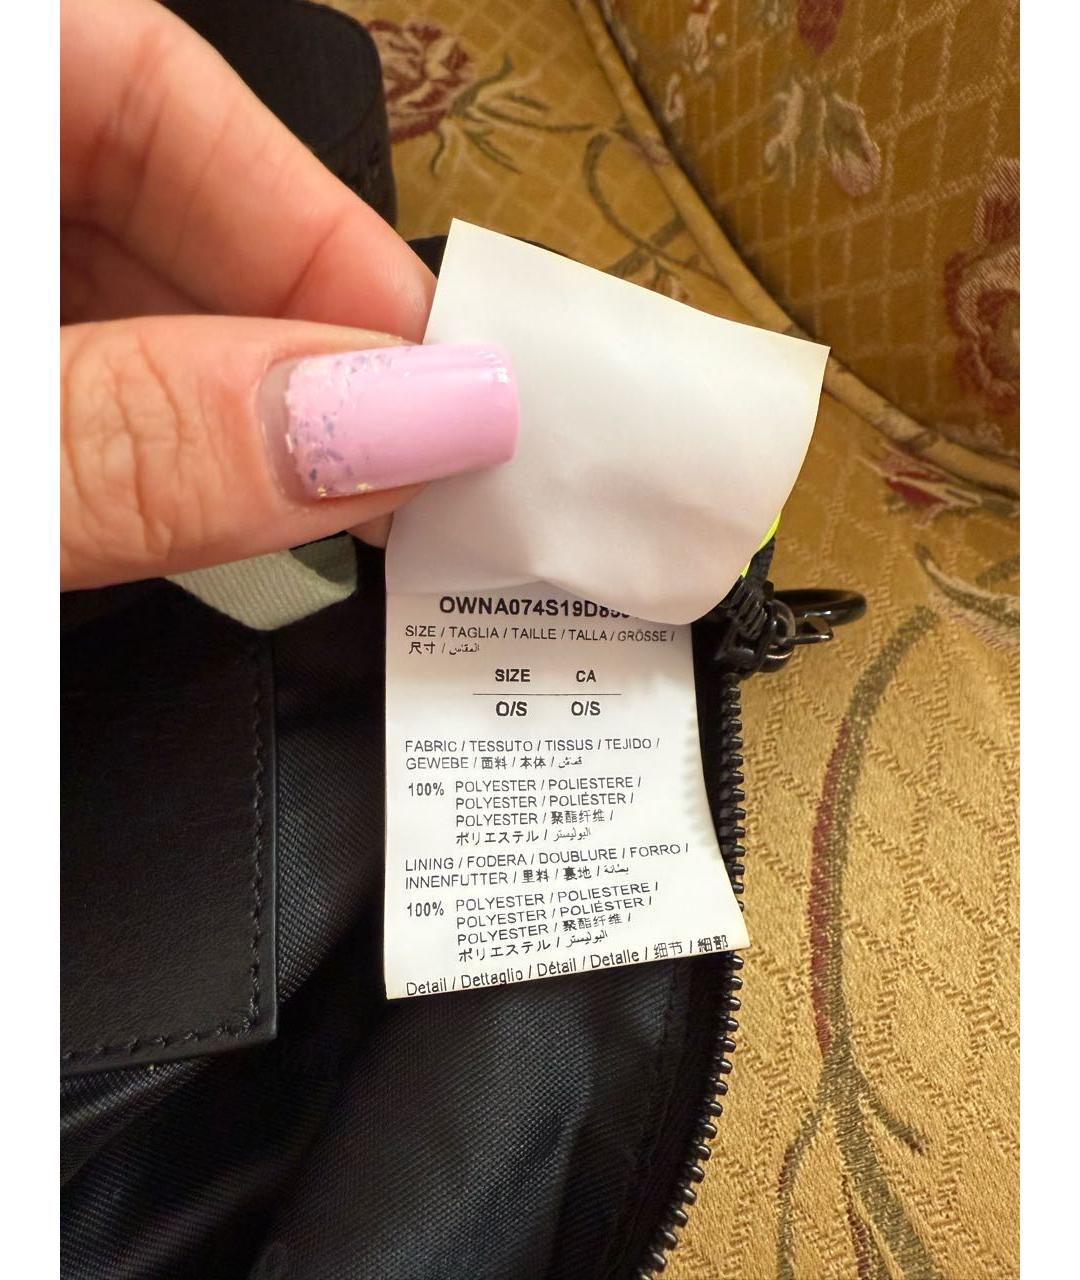 SIZE / TAGLIA / TAILLE / TALLA / GRÖSSE /
尺寸 / المقاس
SIZE CA
O/S O/S
FABRIC / TESSUTO / TISSUS / TEJIDO /
GEWEBE / 面料 / 本体 / قماش
100% POLYESTER / POLIESTERE /
POLYESTER / POLIÉSTER /
POLYESTER / 聚酯纤维 /
ポリエステル / البوليستر
LINING / FODERA / DOUBLURE / FORRO /
INNENFUTTER / 里料 / 裏地 / بطانة
100% POLYESTER / POLIESTERE /
POLYESTER / POLIÉSTER /
POLYESTER / 聚酯纤维 /
ポリエステル / البوليستر
Detail / Dettaglio / Détail / Detalle / 细节 / 細部